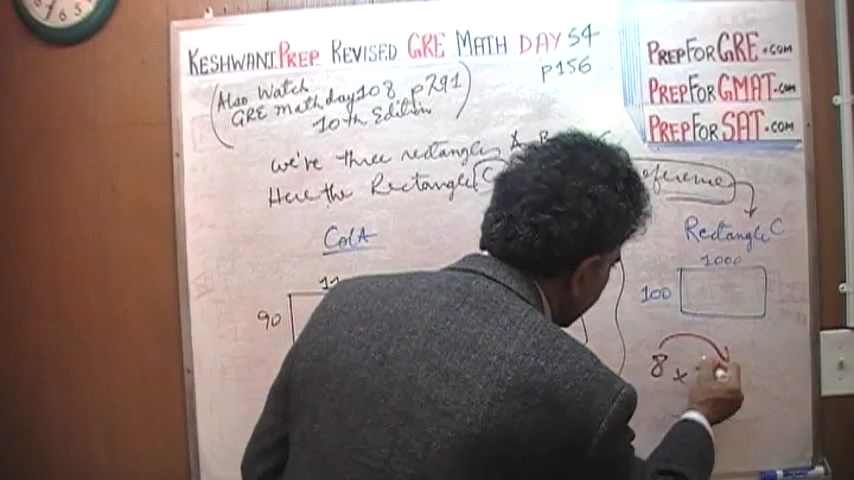 KESHWANI PREP REVISED GRE MATH DAY 54
p156
PREPFORGRE.COM
PREPFORGMAT.COM
PREPFORSAT.COM
(Also Watch
GRE Math day 108 p291
10th Edition)
we've three rectangles A B C
Here the Rectangle C
Rectangle C
1000
100
Col A
90
8 x